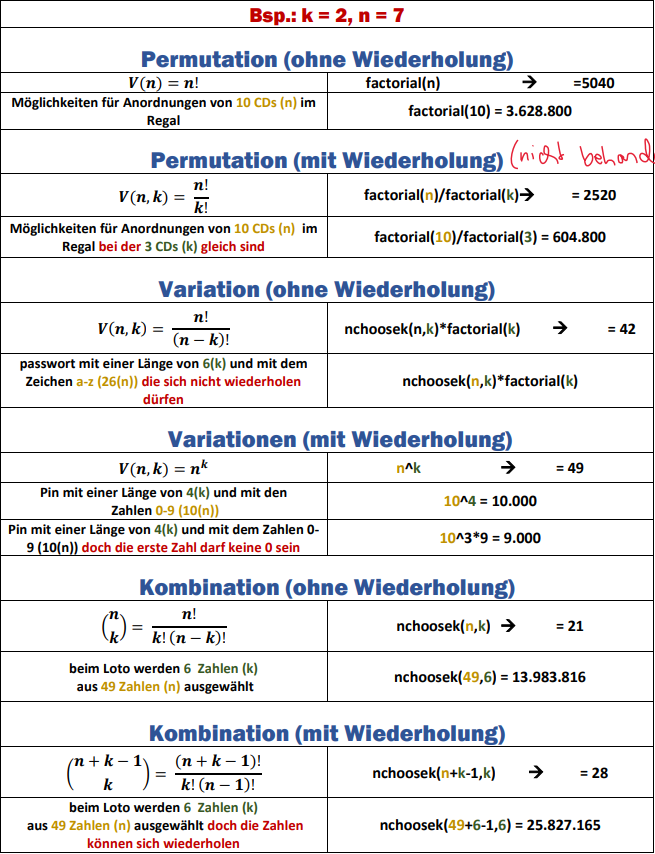 Bsp.: k = 2, n = 7
Permutation (ohne Wiederholung)
V(n) = n! factorial(n) → =5040
Möglichkeiten für Anordnungen von 10 CDs (n) im
Regal
factorial(10) = 3.628.800
Permutation (mit Wiederholung) (nicht behand
V(n, k) = n!/k! factorial(n)/factorial(k)→ = 2520
Möglichkeiten für Anordnungen von 10 CDs (n) im
Regal bei der 3 CDs (k) gleich sind
factorial(10)/factorial(3) = 604.800
Variation (ohne Wiederholung)
V(n, k) = n!/(n − k)! nchoosek(n,k)*factorial(k) → = 42
passwort mit einer Länge von 6(k) und mit dem
Zeichen a-z (26(n)) die sich nicht wiederholen
dürfen
nchoosek(n,k)*factorial(k)
Variationen (mit Wiederholung)
V(n, k) = n^k n^k → = 49
Pin mit einer Länge von 4(k) und mit den
Zahlen 0-9 (10(n))
10^4 = 10.000
Pin mit einer Länge von 4(k) und mit dem Zahlen 0-
9 (10(n)) doch die erste Zahl darf keine 0 sein
10^3*9 = 9.000
Kombination (ohne Wiederholung)
(n k) = n!/k! (n − k)! nchoosek(n,k) → = 21
beim Loto werden 6 Zahlen (k)
aus 49 Zahlen (n) ausgewählt
nchoosek(49,6) = 13.983.816
Kombination (mit Wiederholung)
(n + k − 1 k) = (n + k − 1)!/k! (n − 1)! nchoosek(n+k-1,k) → = 28
beim Loto werden 6 Zahlen (k)
aus 49 Zahlen (n) ausgewählt doch die Zahlen
können sich wiederholen
nchoosek(49+6-1,6) = 25.827.165